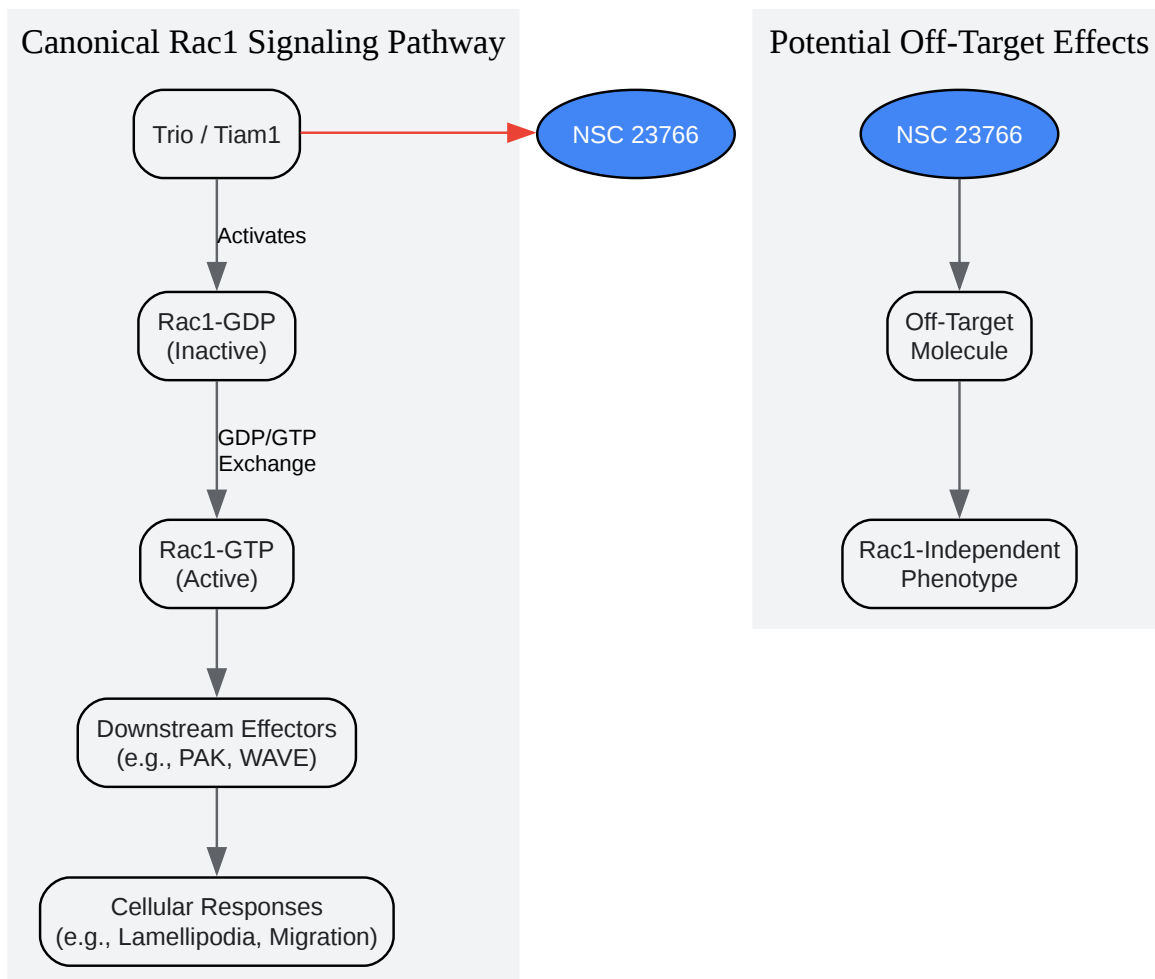 Canonical Rac1 Signaling Pathway
Trio / Tiam1
NSC 23766
Activates
Rac1-GDP
(Inactive)
GDP/GTP
Exchange
Rac1-GTP
(Active)
Downstream Effectors
(e.g., PAK, WAVE)
Cellular Responses
(e.g., Lamellipodia, Migration)
Potential Off-Target Effects
NSC 23766
Off-Target
Molecule
Rac1-Independent
Phenotype